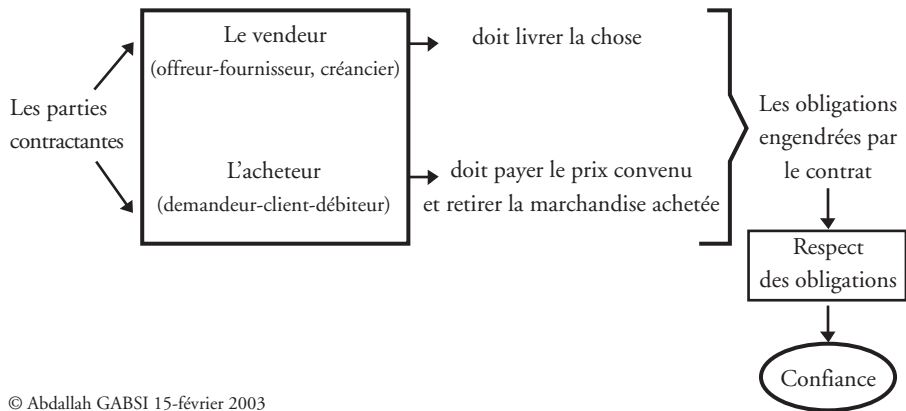 Les parties
contractantes
Le vendeur
(offreur-fournisseur, créancier)
doit livrer la chose
L'acheteur
(demandeur-client-débiteur)
doit payer le prix convenu
et retirer la marchandise achetée
Les obligations
engendrées par
le contrat
Respect
des obligations
Confiance
© Abdallah GABSI 15-février 2003